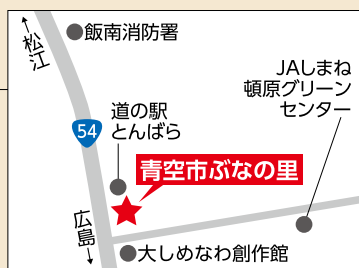 ↑松江
飯南消防署
JAしまね
頓原グリーン
センター
54
道の駅
とんばら
青空市ぶなの里
広島↓
大しめなわ創作館